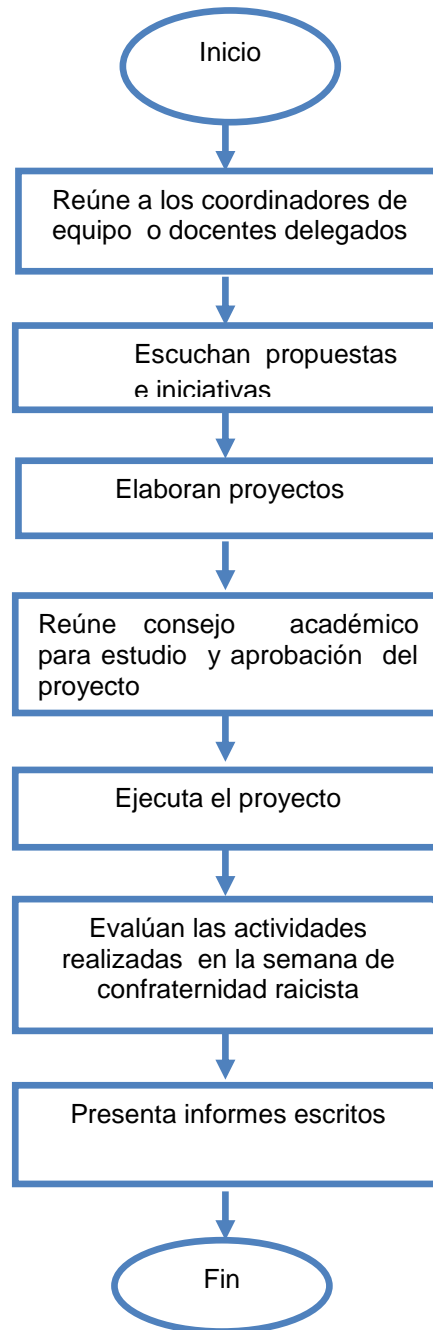 Inicio
Reúne a los coordinadores de
equipo o docentes delegados
Escuchan propuestas
e iniciativas
Elaboran proyectos
Reúne consejo académico
para estudio y aprobación del
proyecto
Ejecuta el proyecto
Evalúan las actividades
realizadas en la semana de
confraternidad raicista
Presenta informes escritos
Fin